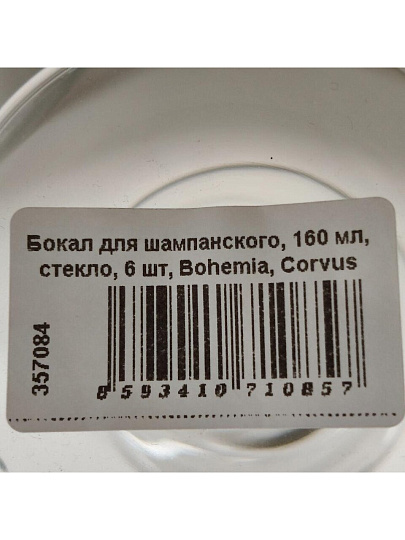 Бокал для шампанского, 160 мл,
стекло, 6 шт, Bohemia, Corvus
357084
8 593410 710857